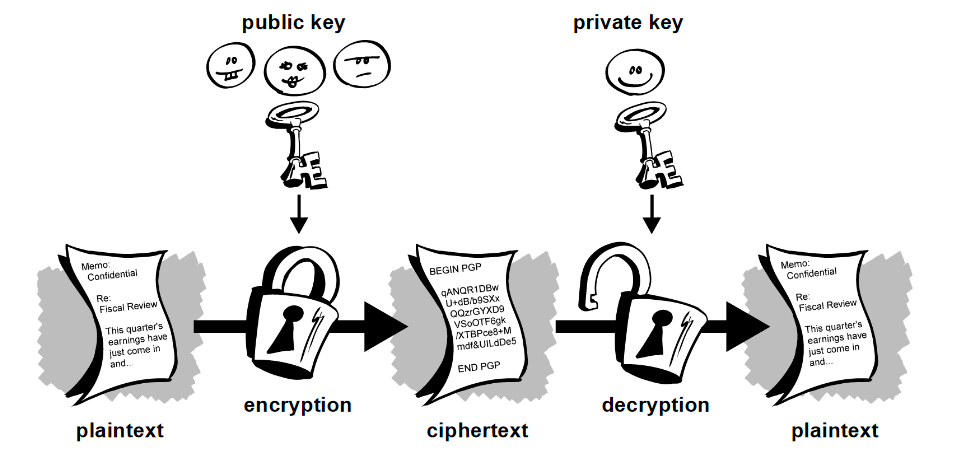 public key
private key
Memo:
Confidential
Re:
Fiscal Review
This quarter's
earnings have
just come in
and...
BEGIN PGP
qANQR1DBw
U+dB/b9SXx
QQzrGYXD9
VSoOTF6gk
/XTBPce8+M
mdf&UILdDe5
END PGP
Memo:
Confidential
Re:
Fiscal Review
This quarter's
earnings have
just come in
and...
encryption
decryption
plaintext
ciphertext
plaintext